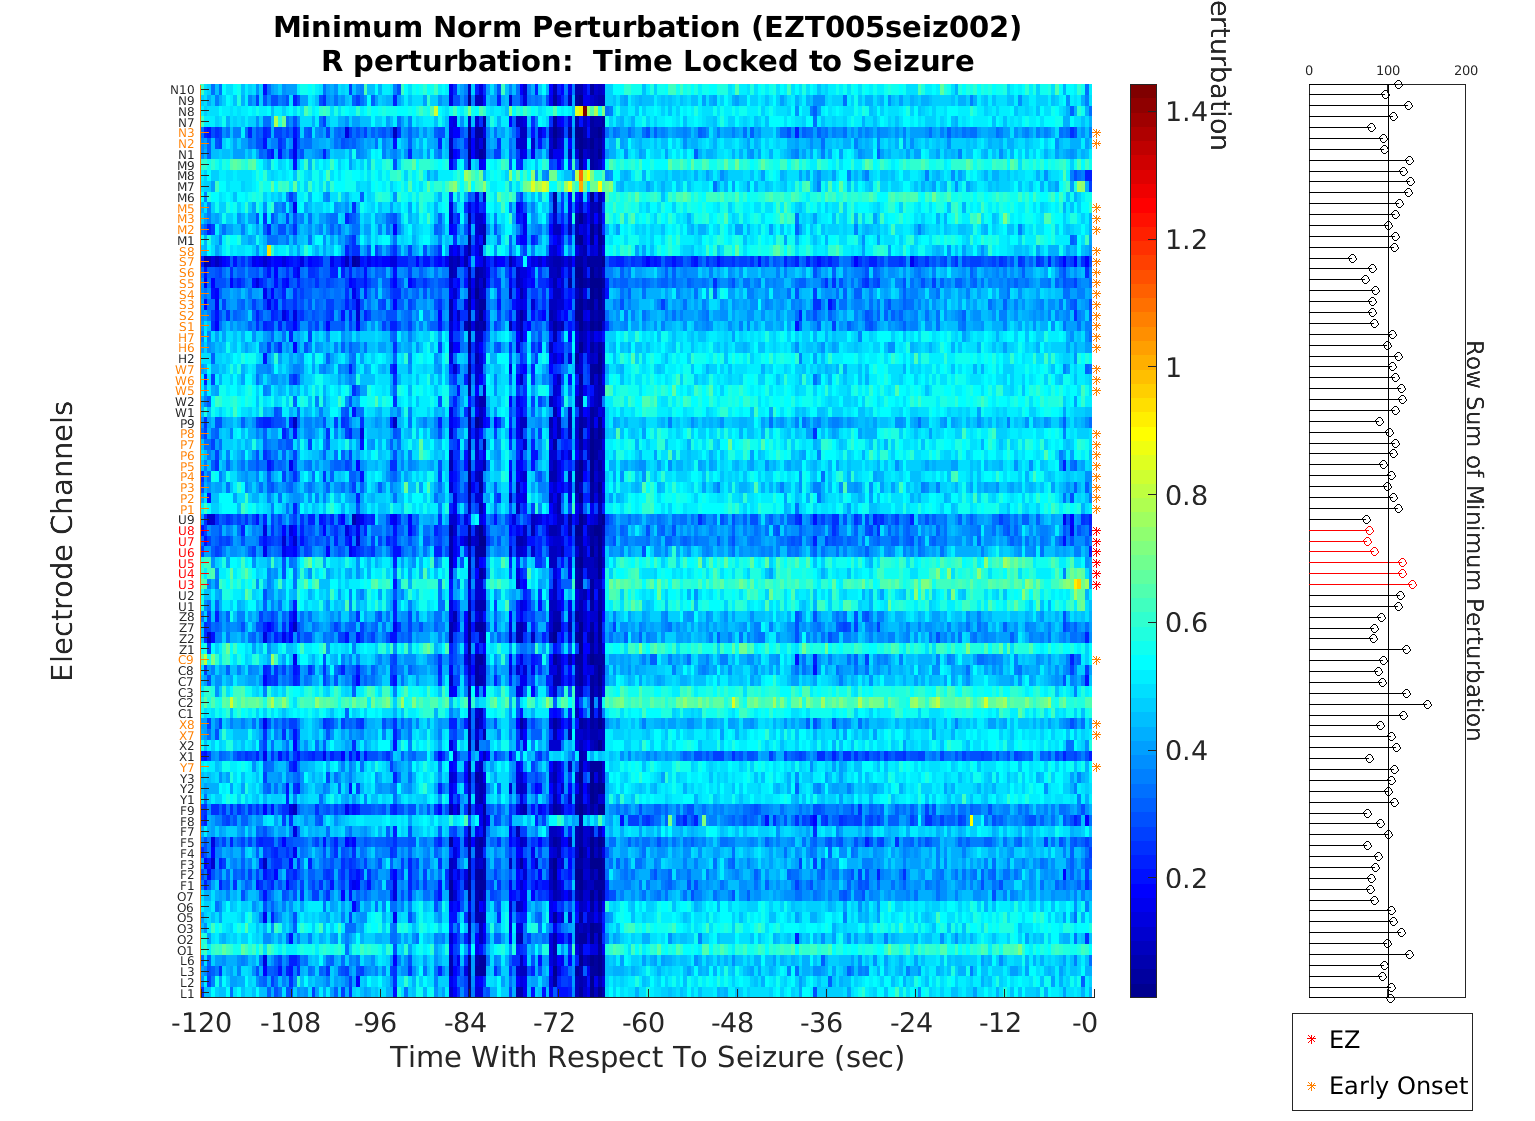 Minimum Norm Perturbation (EZT005seiz002)
R perturbation:  Time Locked to Seizure
Electrode Channels
N10
N9
N8
N7
N3
N2
N1
M9
M8
M7
M6
M5
M3
M2
M1
S8
S7
S6
S5
S4
S3
S2
S1
H7
H6
H2
W7
W6
W5
W2
W1
P9
P8
P7
P6
P5
P4
P3
P2
P1
U9
U8
U7
U6
U5
U4
U3
U2
U1
Z8
Z7
Z2
Z1
C9
C8
C7
C3
C2
C1
X8
X7
X2
X1
Y7
Y3
Y2
Y1
F9
F8
F7
F5
F4
F3
F2
F1
O7
O6
O5
O3
O2
O1
L6
L3
L2
L1
-120 -108 -96 -84 -72 -60 -48 -36 -24 -12 -0
Time With Respect To Seizure (sec)
1.4
1.2
1
0.8
0.6
0.4
0.2
erturbation
0 100 200
Row Sum of Minimum Perturbation
EZ
Early Onset